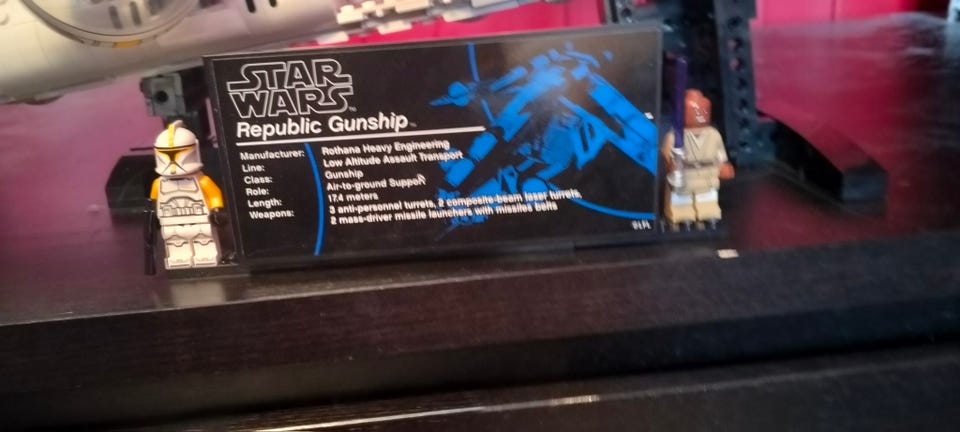 STAR
WARS™
Republic Gunship™
Manufacturer: Rothana Heavy Engineering
Line: Low Altitude Assault Transport
Class: Gunship
Role: Air-to-ground Support
Length: 17.4 meters
Weapons: 3 anti-personnel turrets, 2 composite-beam laser turrets,
2 mass-driver missile launchers with missiles belts